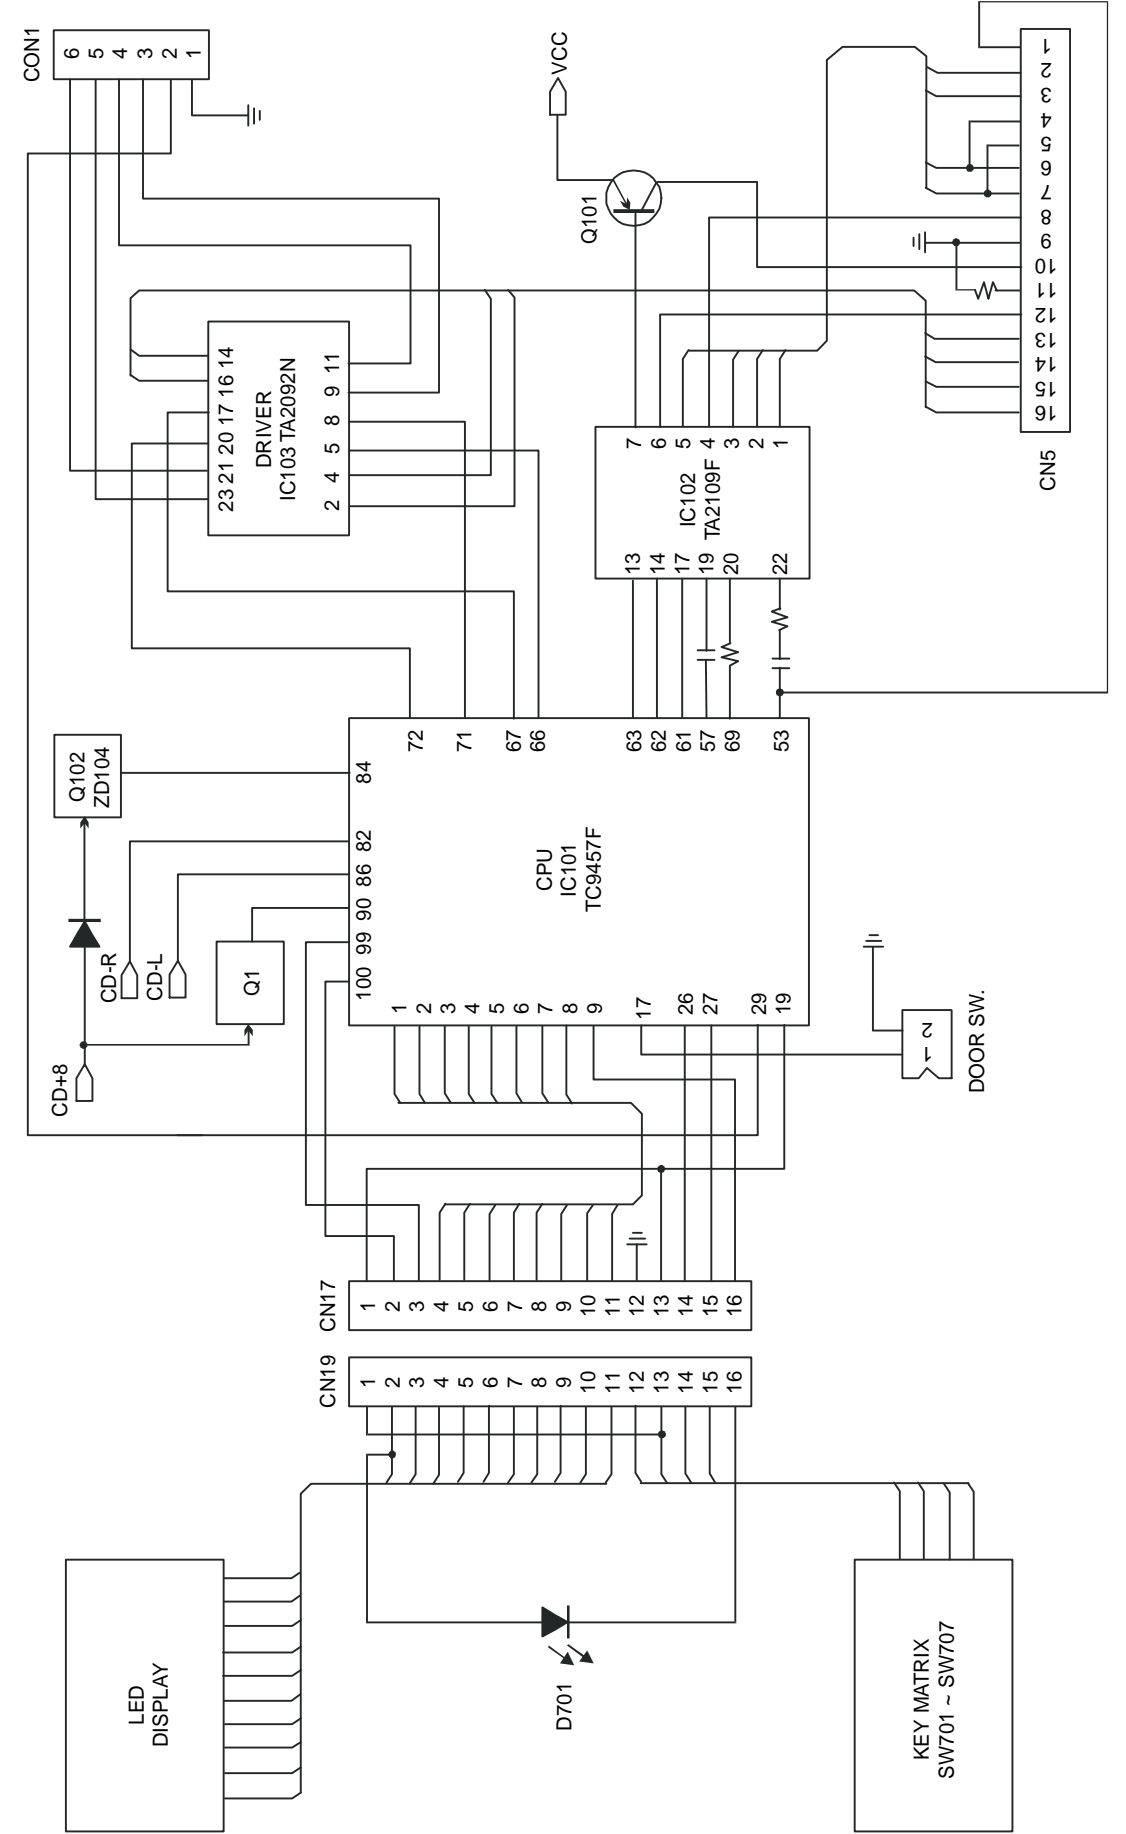 CON1
6 5 4 3 2 1
VCC
Q101
1
2
3
4
5
6
7
8
9
10
11
12
13
14
15
16
CN5
23 21 20 17 16 14
DRIVER
IC103 TA2092N
2 4 5 8 9 11
7 6 5 4 3 2 1
IC102
TA2109F
13 14 17 19 20 22
72 71 67 66 63 62 61 57 69 53
Q102
ZD104
84
82
86
90
99
100
CPU
IC101
TC9457F
CD-R
CD-L
Q1
CD+8
1 2 3 4 5 6 7 8 9 17 26 27 29 19
2
1
DOOR SW.
CN17
1 2 3 4 5 6 7 8 9 10 11 12 13 14 15 16
CN19
1 2 3 4 5 6 7 8 9 10 11 12 13 14 15 16
LED
DISPLAY
D701
KEY MATRIX
SW701 ~ SW707